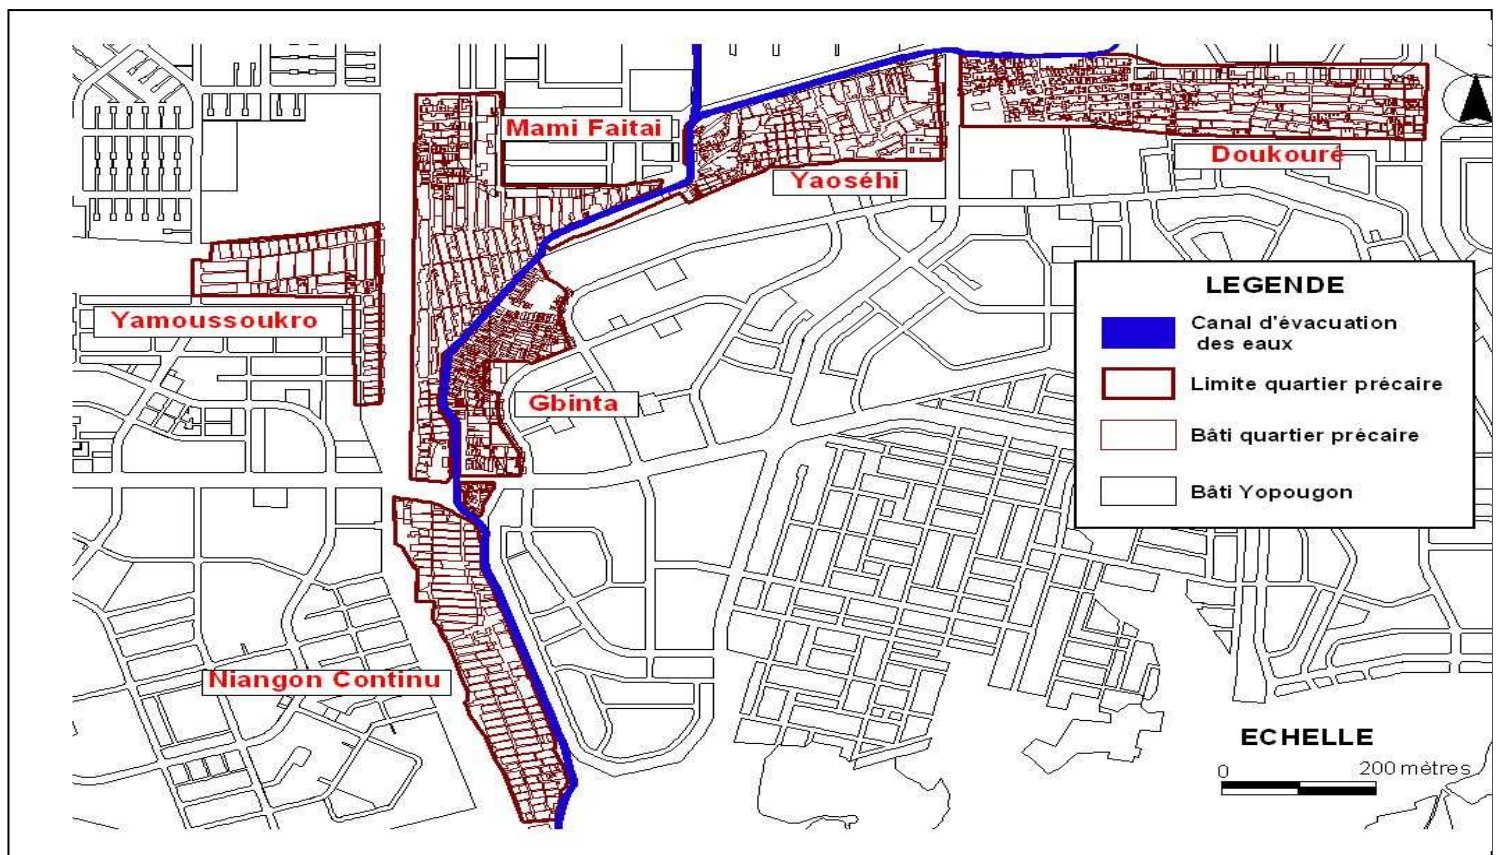 Mami Faitai
Doukouré
Yaoséhi
Yamoussoukro
Gbinta
Niangon Continu
LEGENDE
Canal d'évacuation
des eaux
Limite quartier précaire
Bâti quartier précaire
Bâti Yopougon
ECHELLE
0 200 mètres